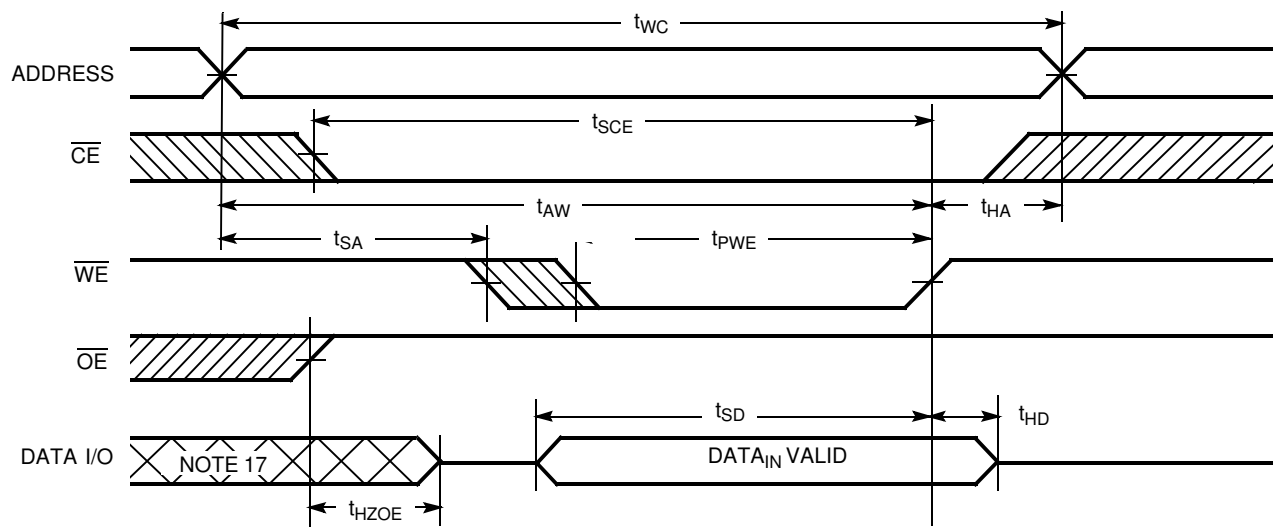 tWC
ADDRESS
tSCE
CE
tAW
tHA
tSA
tPWE
WE
OE
tSD
tHD
DATA I/O
NOTE 17
DATAIN VALID
tHZOE